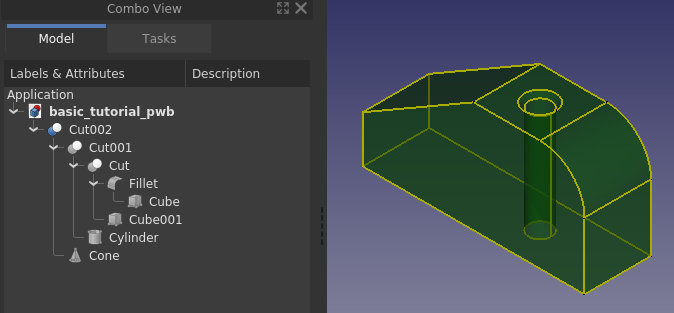 Combo View
Model Tasks
Labels & Attributes Description
Application
basic_tutorial_pwb
Cut002
Cut001
Cut
Fillet
Cube
Cube001
Cylinder
Cone